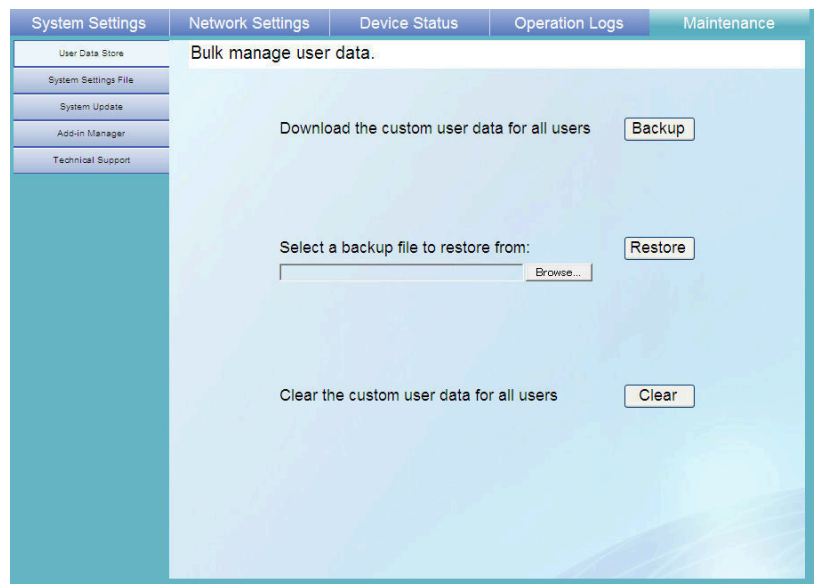 System Settings
Network Settings
Device Status
Operation Logs
Maintenance
User Data Store
System Settings File
System Update
Add-in Manager
Technical Support
Bulk manage user data.
Download the custom user data for all users
Backup
Select a backup file to restore from:
Restore
Browse...
Clear the custom user data for all users
Clear